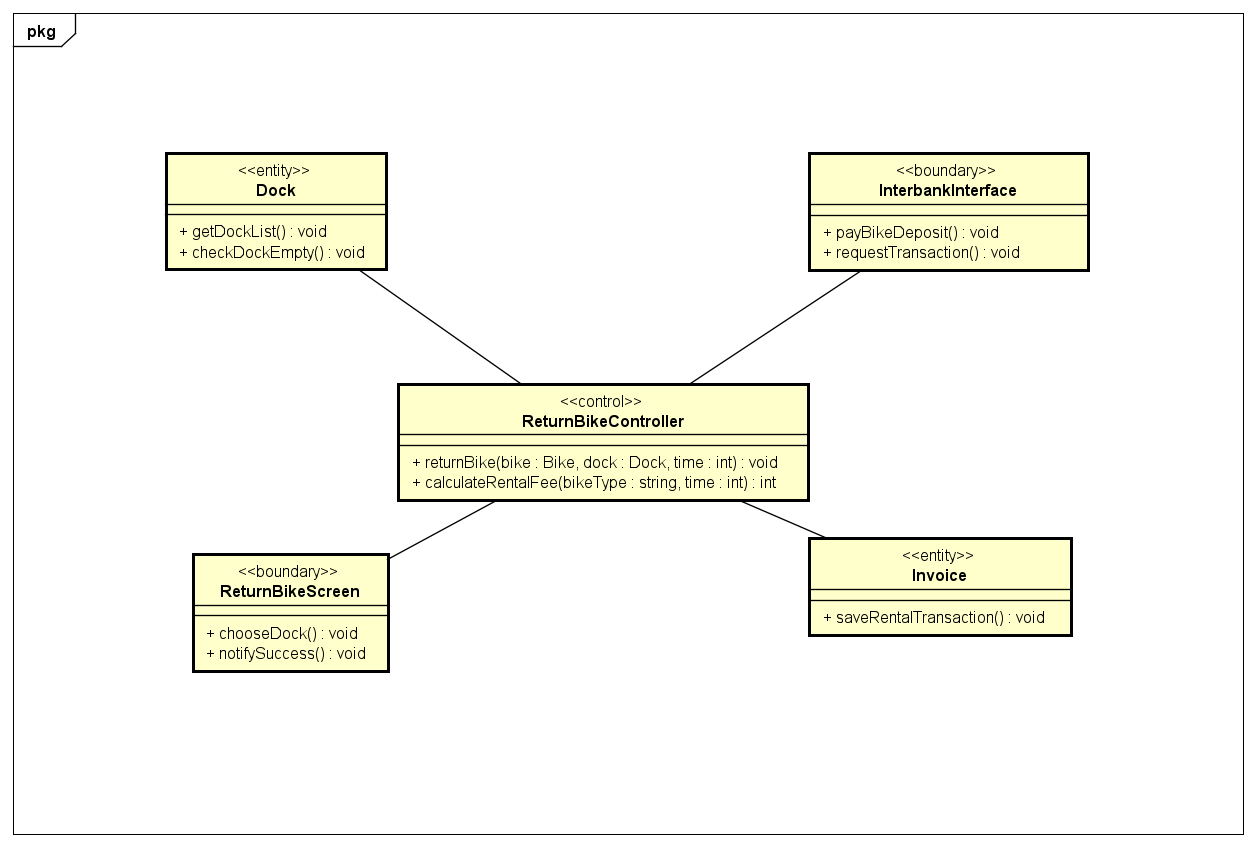 pkg
<<entity>>
Dock
+ getDockList() : void
+ checkDockEmpty() : void
<<boundary>>
InterbankInterface
+ payBikeDeposit() : void
+ requestTransaction() : void
<<control>>
ReturnBikeController
+ returnBike(bike : Bike, dock : Dock, time : int) : void
+ calculateRentalFee(bikeType : string, time : int) : int
<<boundary>>
ReturnBikeScreen
+ chooseDock() : void
+ notifySuccess() : void
<<entity>>
Invoice
+ saveRentalTransaction() : void